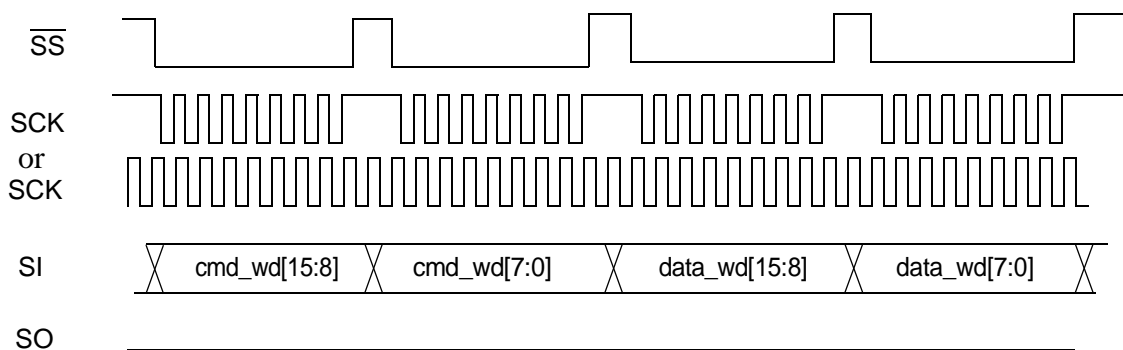 SS
SCK
or
SCK
SI cmd_wd[15:8] cmd_wd[7:0] data_wd[15:8] data_wd[7:0]
SO